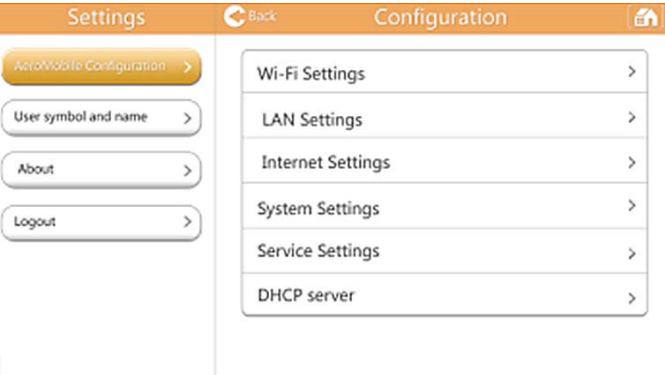 Settings
Back
Configuration
AeroMobile Configuration
User symbol and name
About
Logout
Wi-Fi Settings
LAN Settings
Internet Settings
System Settings
Service Settings
DHCP server